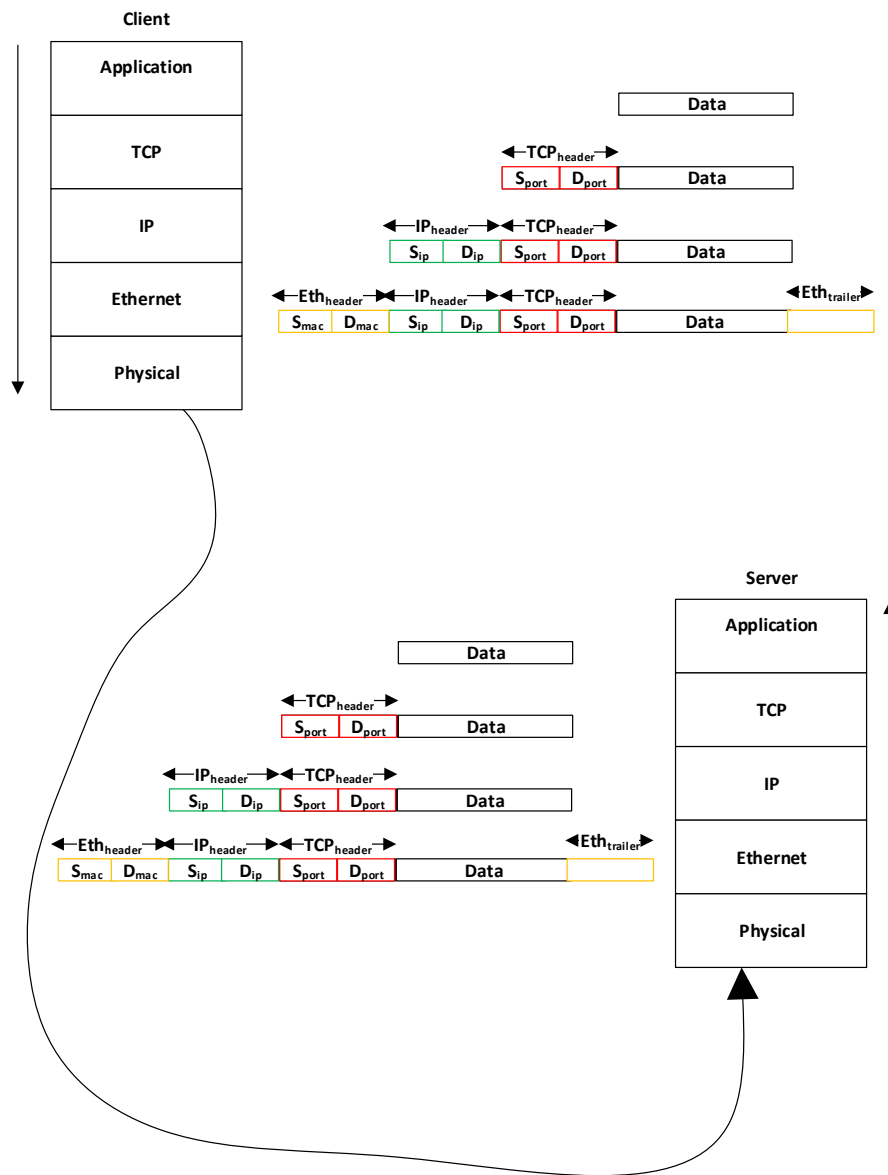 Client
Application
Data
TCP
TCPheader
Sport Dport Data
IP
IPheader TCPheader
Sip Dip Sport Dport Data
Ethernet
Ethheader IPheader TCPheader Ethtrailer
Smac Dmac Sip Dip Sport Dport Data
Physical
Server
Application
Data
TCP
TCPheader
Sport Dport Data
IP
IPheader TCPheader
Sip Dip Sport Dport Data
Ethernet
Ethheader IPheader TCPheader Ethtrailer
Smac Dmac Sip Dip Sport Dport Data
Physical